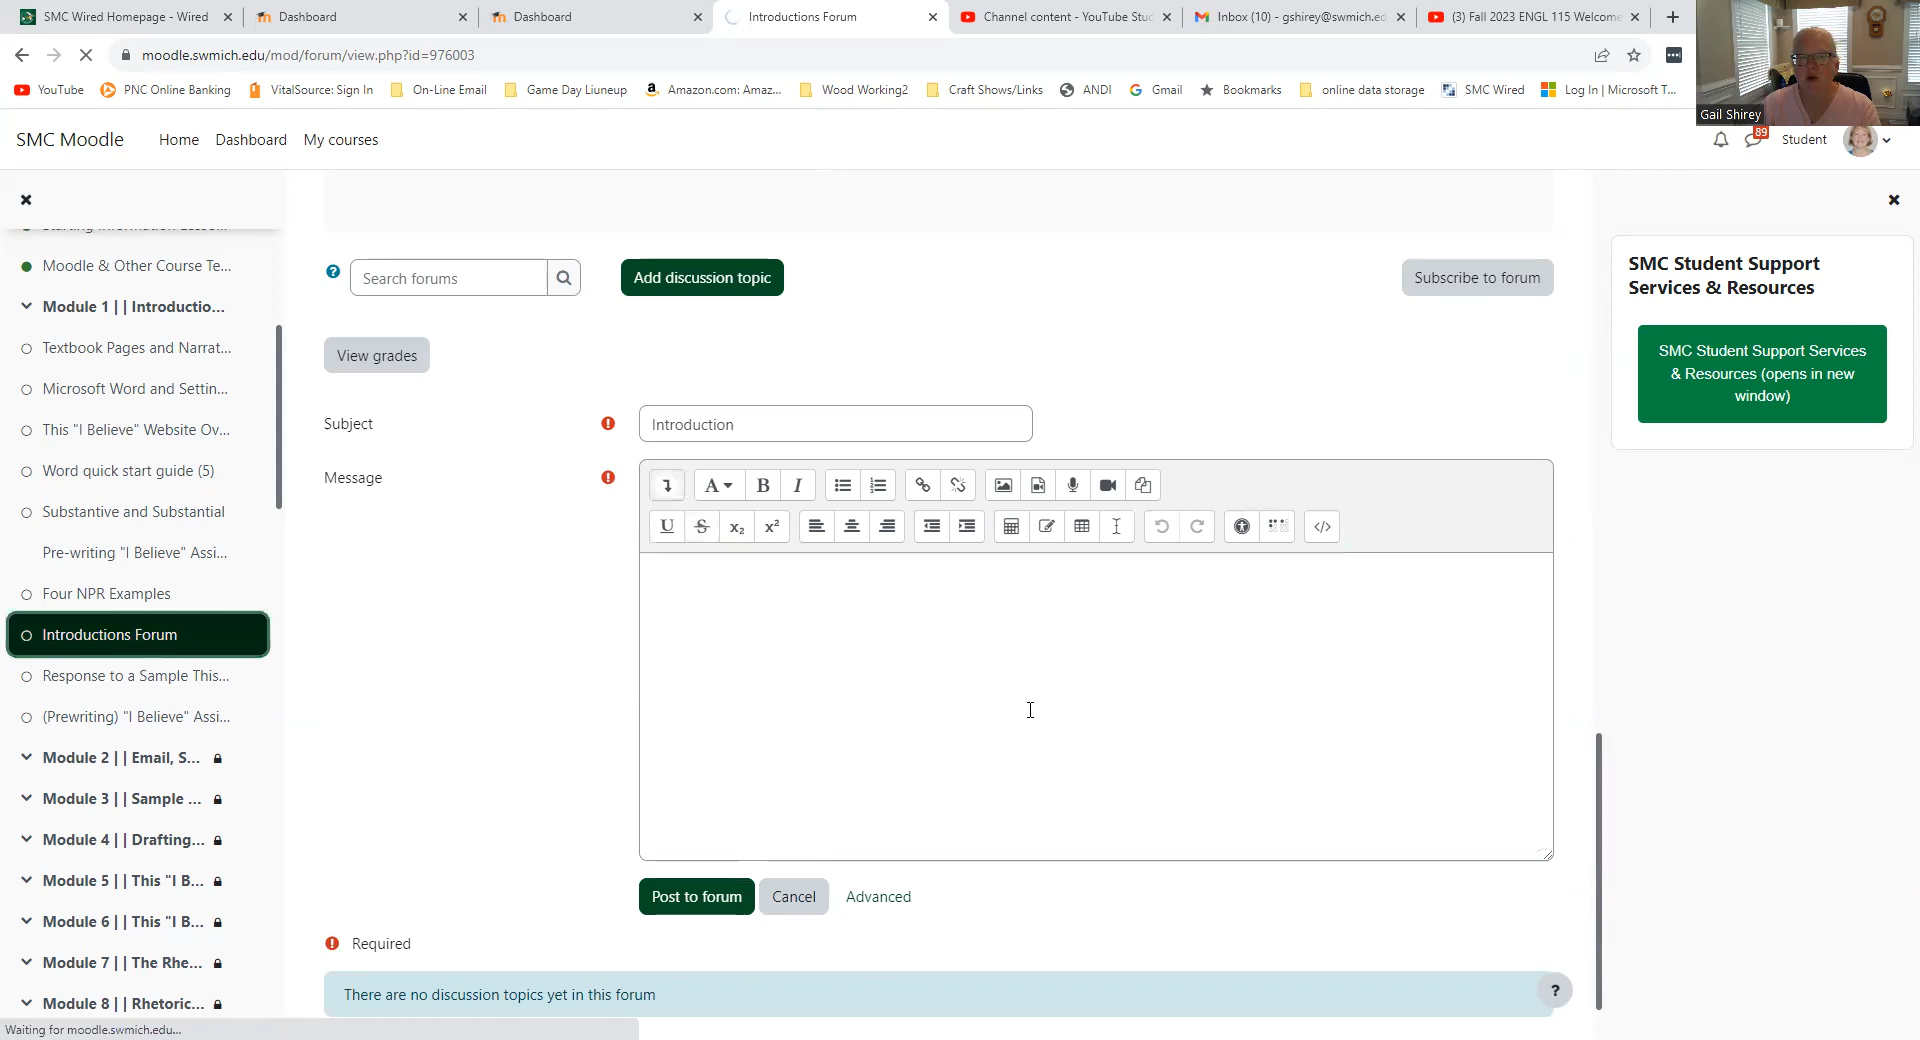 SMC Wired Homepage - Wired
Dashboard
Dashboard
Introductions Forum
Channel content - YouTube Stu
Inbox (10) - gshirey@swmich.ed
(3) Fall 2023 ENGL 115 Welcome
moodle.swmich.edu/mod/forum/view.php?id=976003
YouTube
PNC Online Banking
VitalSource: Sign In
On-Line Email
Game Day Liuneup
Amazon.com: Amaz...
Wood Working2
Craft Shows/Links
ANDI
Gmail
Bookmarks
online data storage
SMC Wired
Log In | Microsoft T...
Gail Shirey
SMC Moodle
Home
Dashboard
My courses
89
Student
Moodle & Other Course Te...
Module 1 | | Introductio...
Textbook Pages and Narrat...
Microsoft Word and Settin...
This "I Believe" Website Ov...
Word quick start guide (5)
Substantive and Substantial
Pre-writing "I Believe" Assi...
Four NPR Examples
Introductions Forum
Response to a Sample This...
(Prewriting) "I Believe" Assi...
Module 2 | | Email, S...
Module 3 | | Sample ...
Module 4 | | Drafting...
Module 5 | | This "I B...
Module 6 | | This "I B...
Module 7 | | The Rhe...
Module 8 | | Rhetoric...
Waiting for moodle.swmich.edu...
Search forums
Add discussion topic
Subscribe to forum
View grades
Subject
Introduction
Message
Post to forum
Cancel
Advanced
Required
There are no discussion topics yet in this forum
SMC Student Support
Services & Resources
SMC Student Support Services
& Resources (opens in new
window)